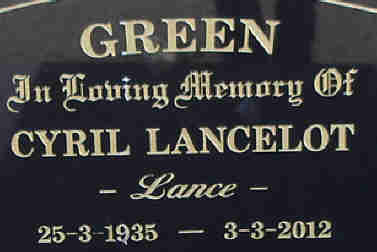 GREEN
In Loving Memory Of
CYRIL LANCELOT
– Lance –
25-3-1935 — 3-3-2012